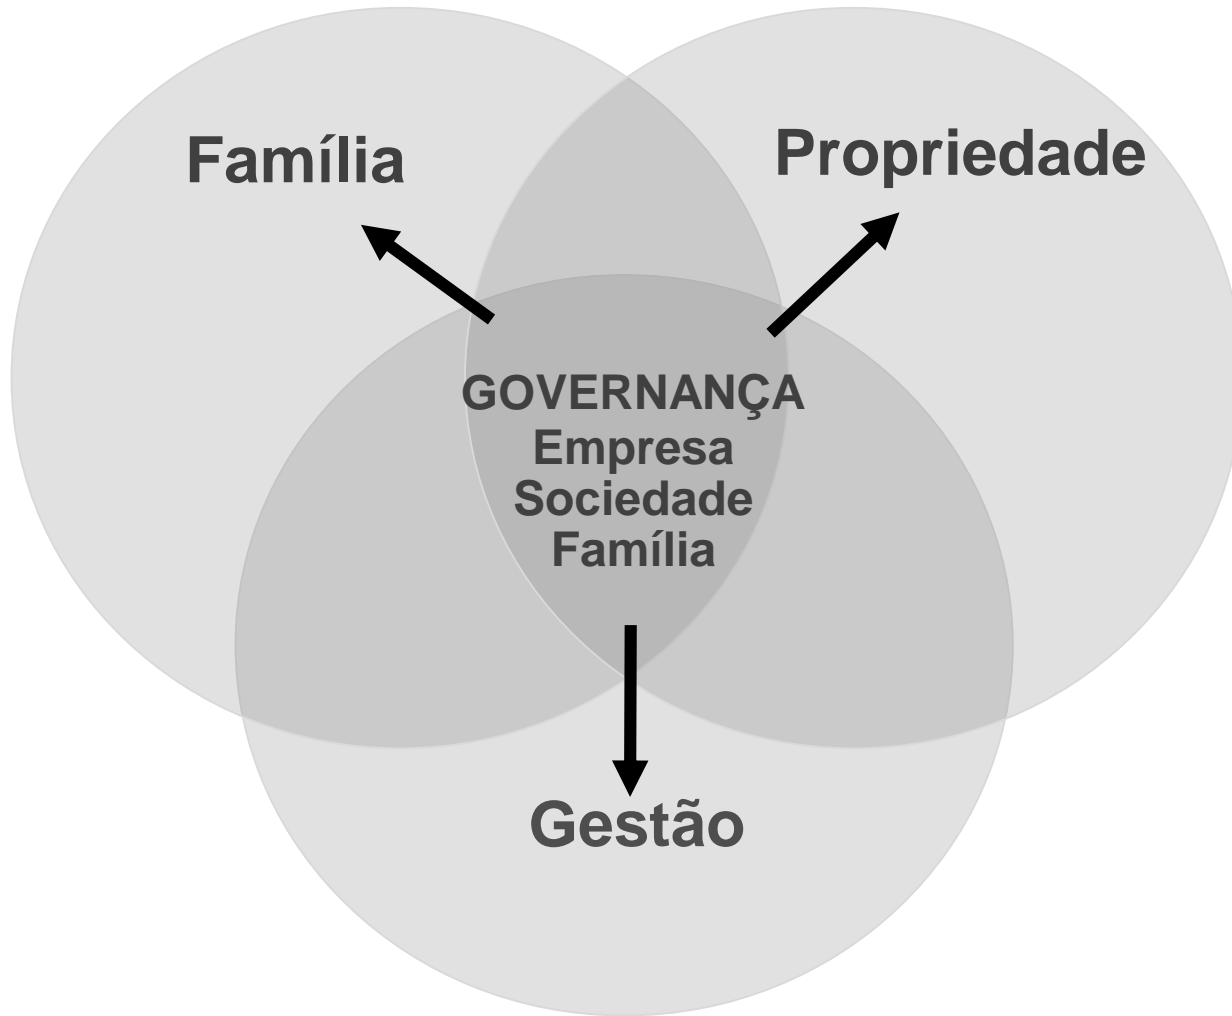 Família
Propriedade
GOVERNANÇA
Empresa
Sociedade
Família
Gestão